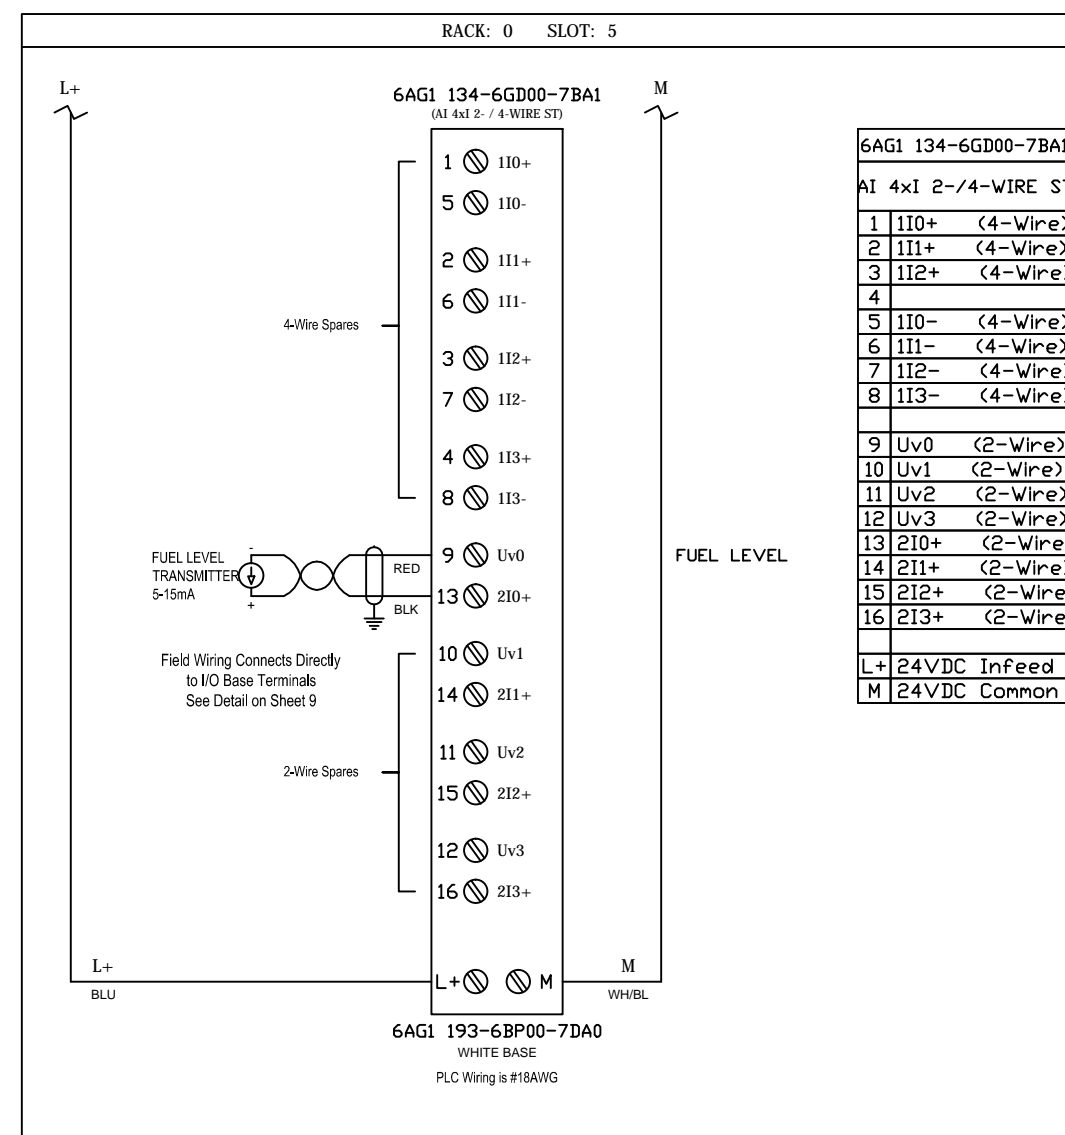 RACK: 0 SLOT: 5
L+
6AG1 134-6GD00-7BA1
(AI 4xI 2- / 4-WIRE ST)
M
1 1I0+
5 1I0-
2 1I1+
6 1I1-
4-Wire Spares
3 1I2+
7 1I2-
4 1I3+
8 1I3-
FUEL LEVEL
TRANSMITTER
5-15mA
-
+
RED
BLK
9 Uv0
13 2I0+
FUEL LEVEL
Field Wiring Connects Directly
to I/O Base Terminals
See Detail on Sheet 9
10 Uv1
14 2I1+
2-Wire Spares
11 Uv2
15 2I2+
12 Uv3
16 2I3+
L+
BLU
L+ M
M
WH/BL
6AG1 193-6BP00-7DA0
WHITE BASE
PLC Wiring is #18AWG
6AG1 134-6GD00-7BA1
AI 4xI 2-/4-WIRE ST
1 1I0+ (4-Wire)
2 1I1+ (4-Wire)
3 1I2+ (4-Wire)
4
5 1I0- (4-Wire)
6 1I1- (4-Wire)
7 1I2- (4-Wire)
8 1I3- (4-Wire)
9 Uv0 (2-Wire)
10 Uv1 (2-Wire)
11 Uv2 (2-Wire)
12 Uv3 (2-Wire)
13 2I0+ (2-Wire
14 2I1+ (2-Wire)
15 2I2+ (2-Wire
16 2I3+ (2-Wire
L+ 24VDC Infeed
M 24VDC Common